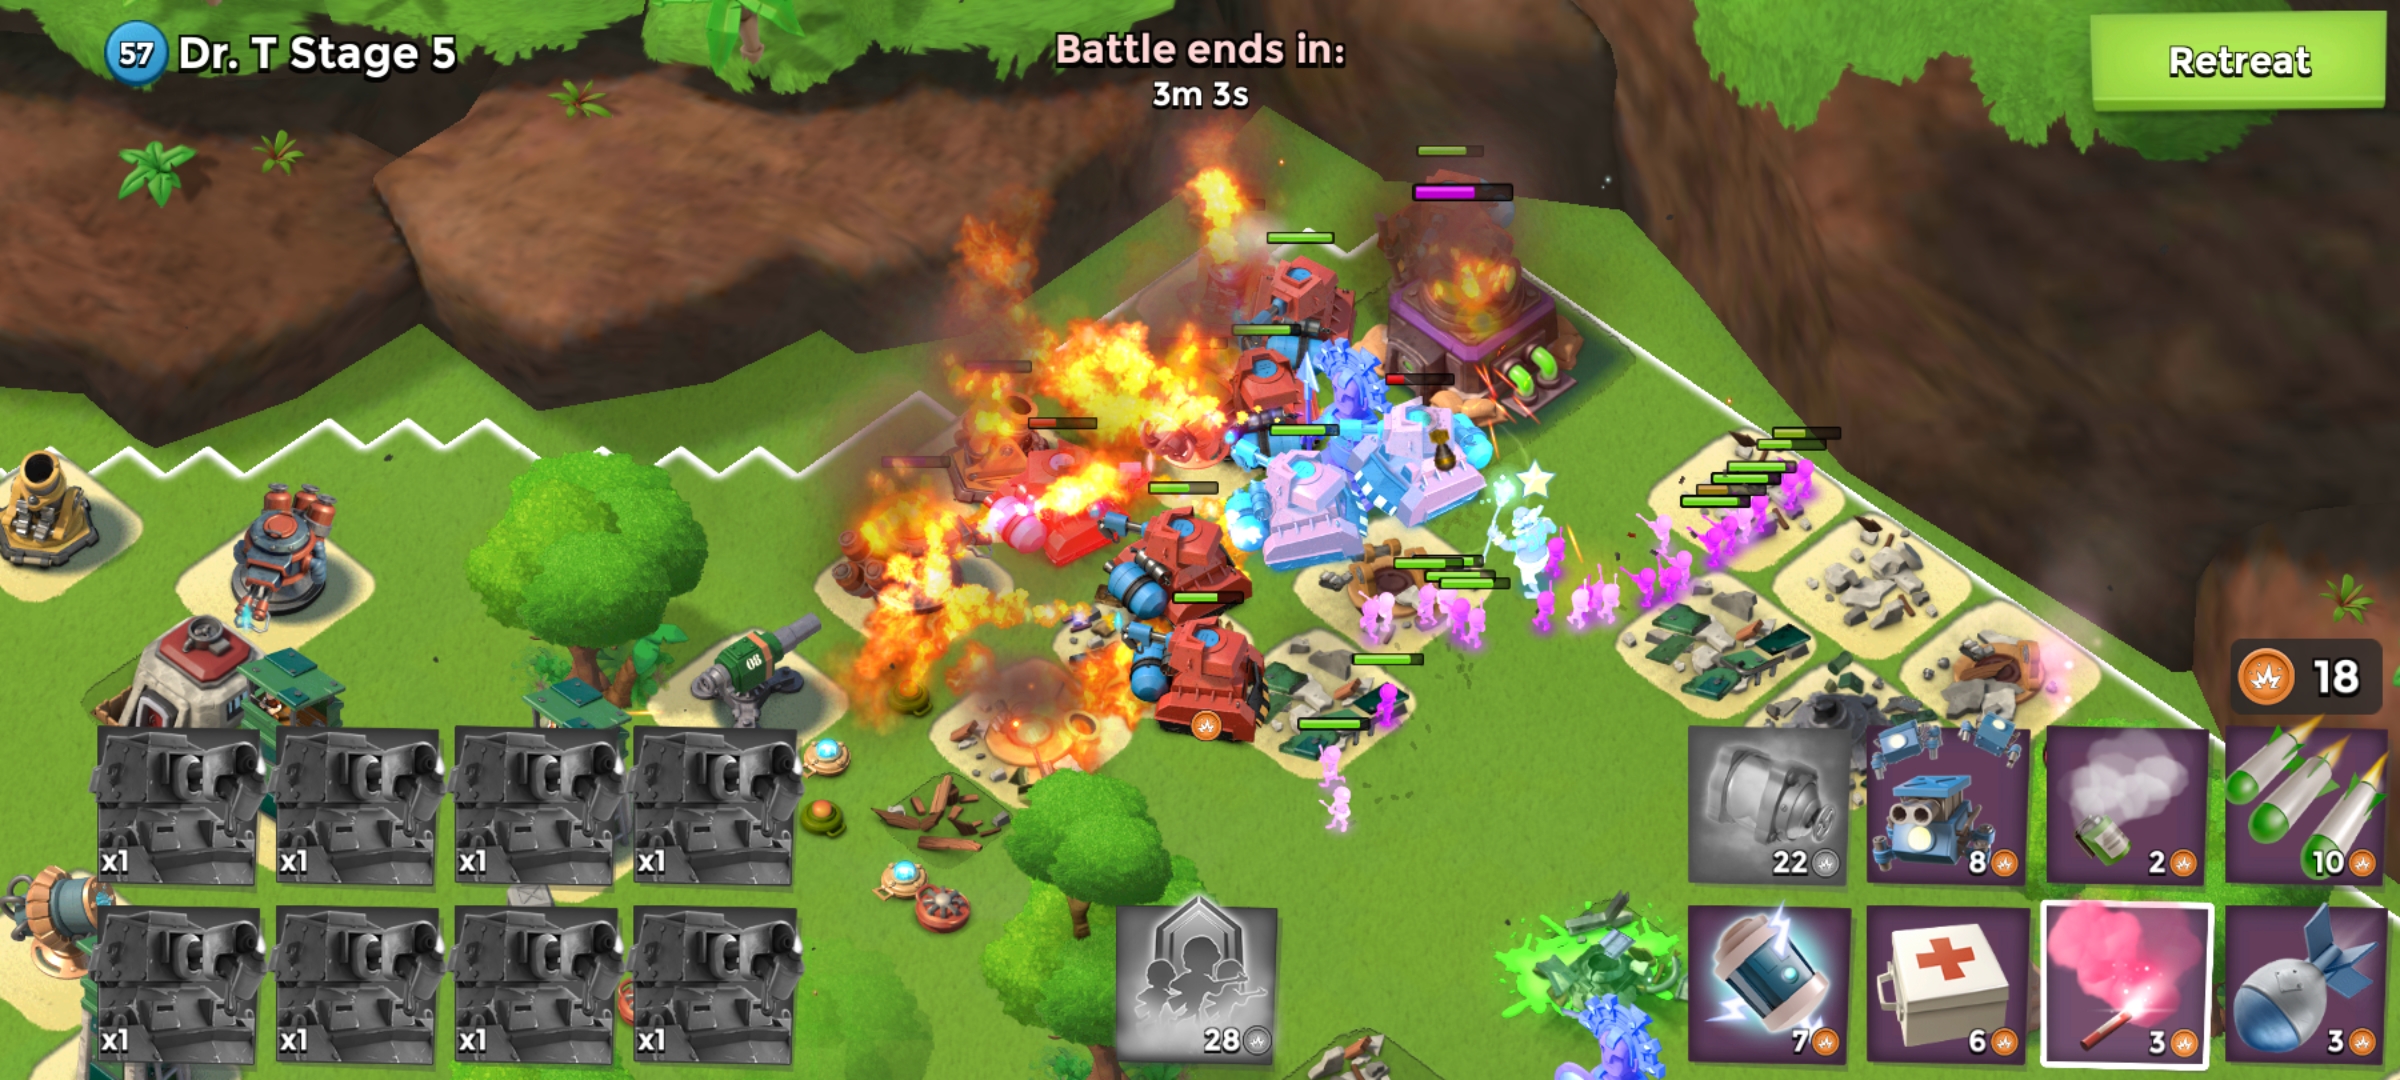 57 Dr. T Stage 5
Battle ends in:
3m 3s
Retreat
08
18
x1 x1 x1 x1
22 8 2 10
x1 x1 x1 x1
28
7 6 3 3